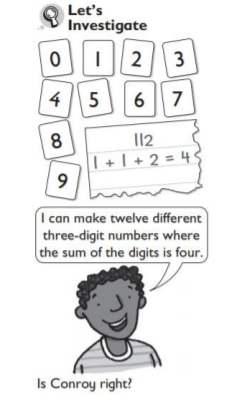 Let's
Investigate
0 1 2 3
4 5 6 7
8
112
1 + 1 + 2 = 4
9
I can make twelve different
three-digit numbers where
the sum of the digits is four.
Is Conroy right?